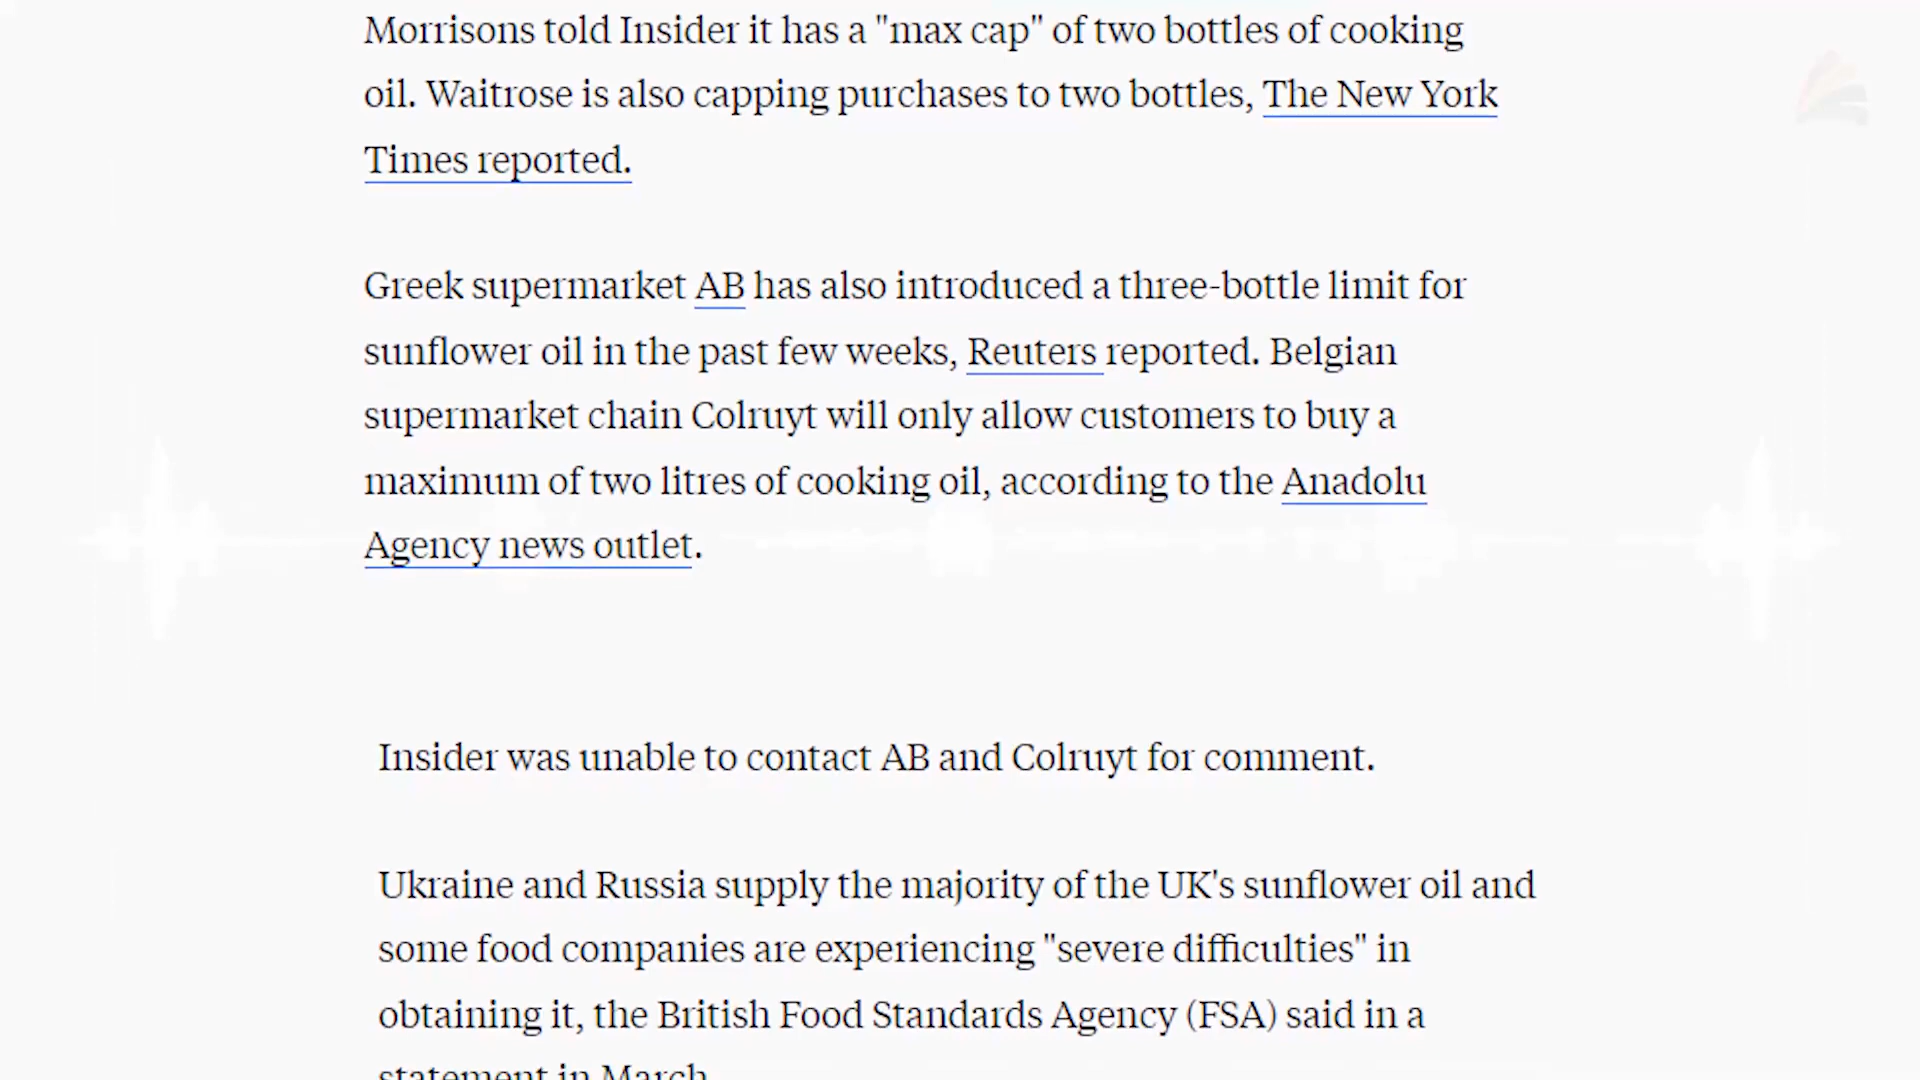 Morrisons told Insider it has a "max cap" of two bottles of cooking
oil. Waitrose is also capping purchases to two bottles, The New York
Times reported.
Greek supermarket AB has also introduced a three-bottle limit for
sunflower oil in the past few weeks, Reuters reported. Belgian
supermarket chain Colruyt will only allow customers to buy a
maximum of two litres of cooking oil, according to the Anadolu
Agency news outlet.
Insider was unable to contact AB and Colruyt for comment.
Ukraine and Russia supply the majority of the UK's sunflower oil and
some food companies are experiencing "severe difficulties" in
obtaining it, the British Food Standards Agency (FSA) said in a
statement in March.